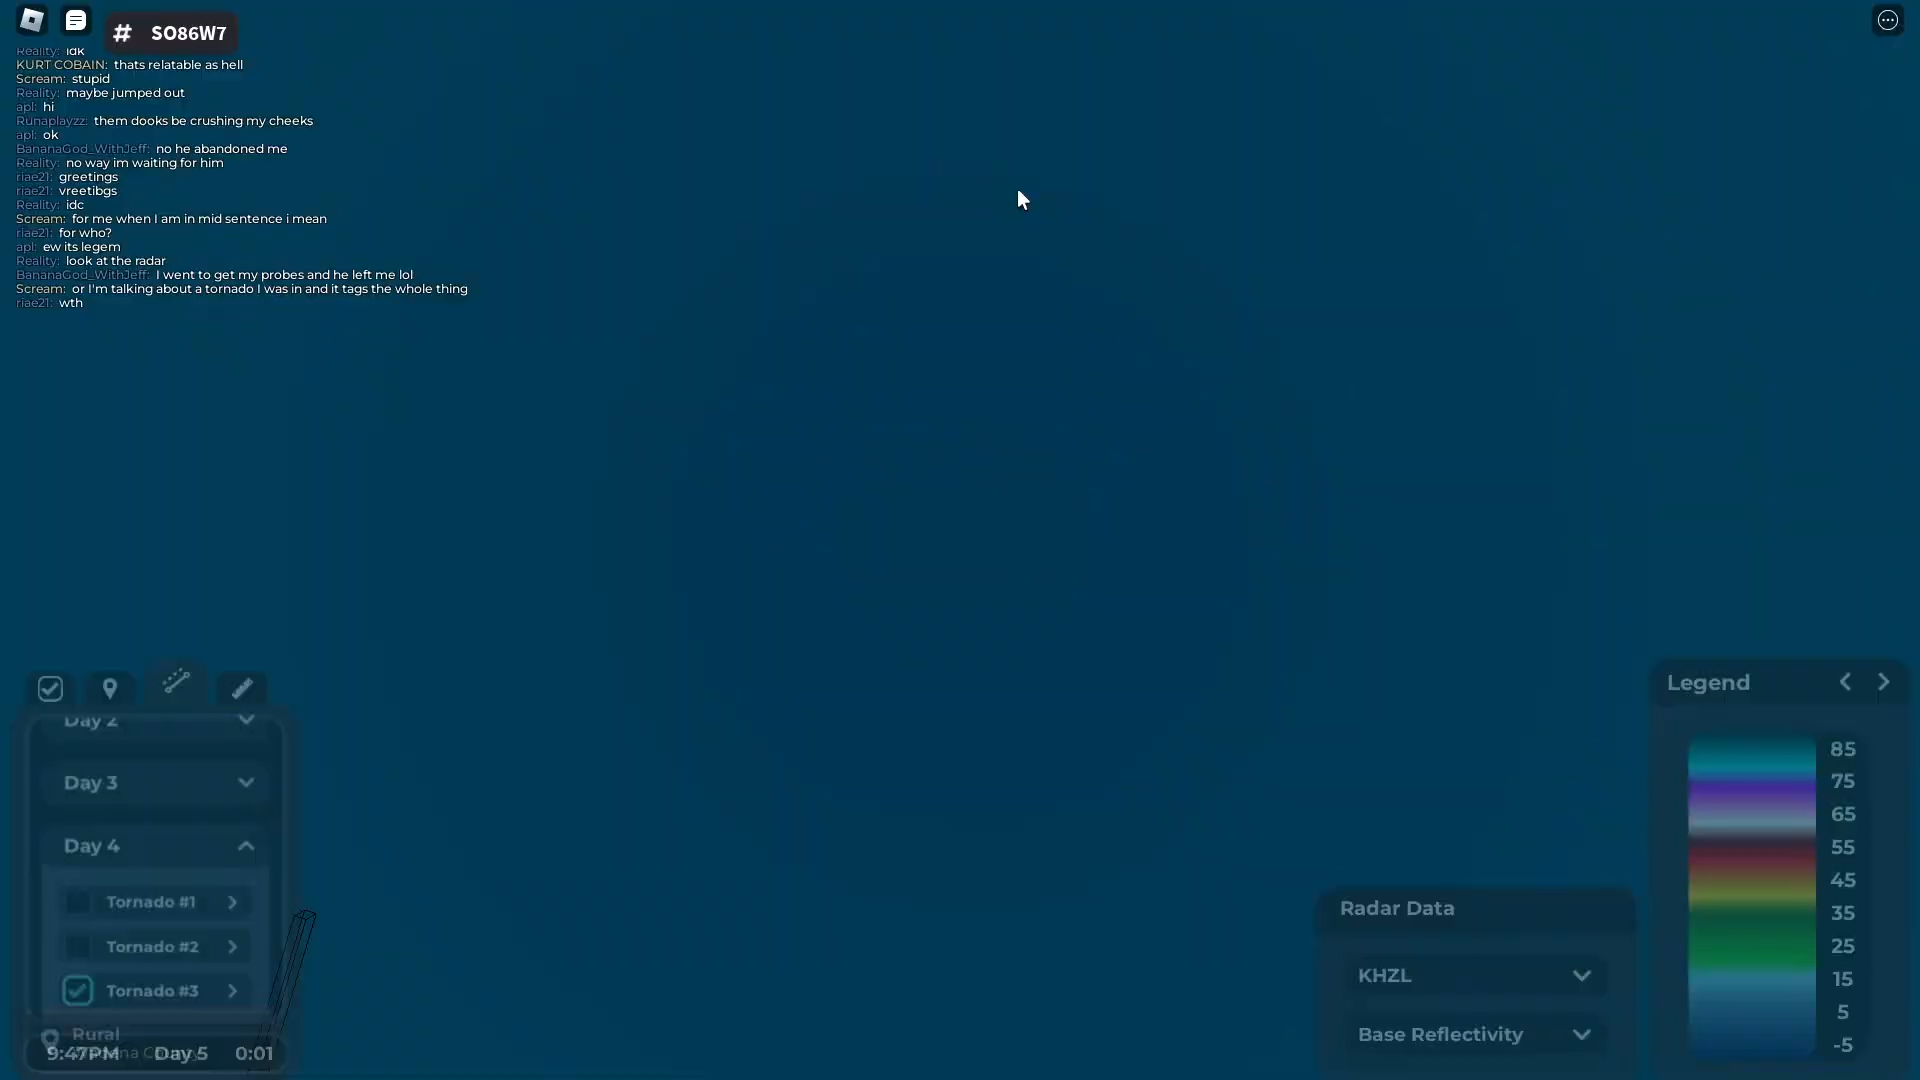 # SO86W7
Reality: idk
KURT COBAIN: thats relatable as hell
Scream: stupid
Reality: maybe jumped out
apl: hi
Runaplayzz: them dooks be crushing my cheeks
apl: ok
BananaGod_WithJeff: no he abandoned me
Reality: no way im waiting for him
riae21: greetings
riae21: vreetibgs
Reality: idc
Scream: for me when I am in mid sentence i mean
riae21: for who?
apl: ew its legem
Reality: look at the radar
BananaGod_WithJeff: I went to get my probes and he left me lol
Scream: or I'm talking about a tornado I was in and it tags the whole thing
riae21: wth
Day 2
Day 3
Day 4
Tornado #1
Tornado #2
Tornado #3
Rural
9:47PM Day 5 0:01
Radar Data
KHZL
Base Reflectivity
Legend
85
75
65
55
45
35
25
15
5
-5